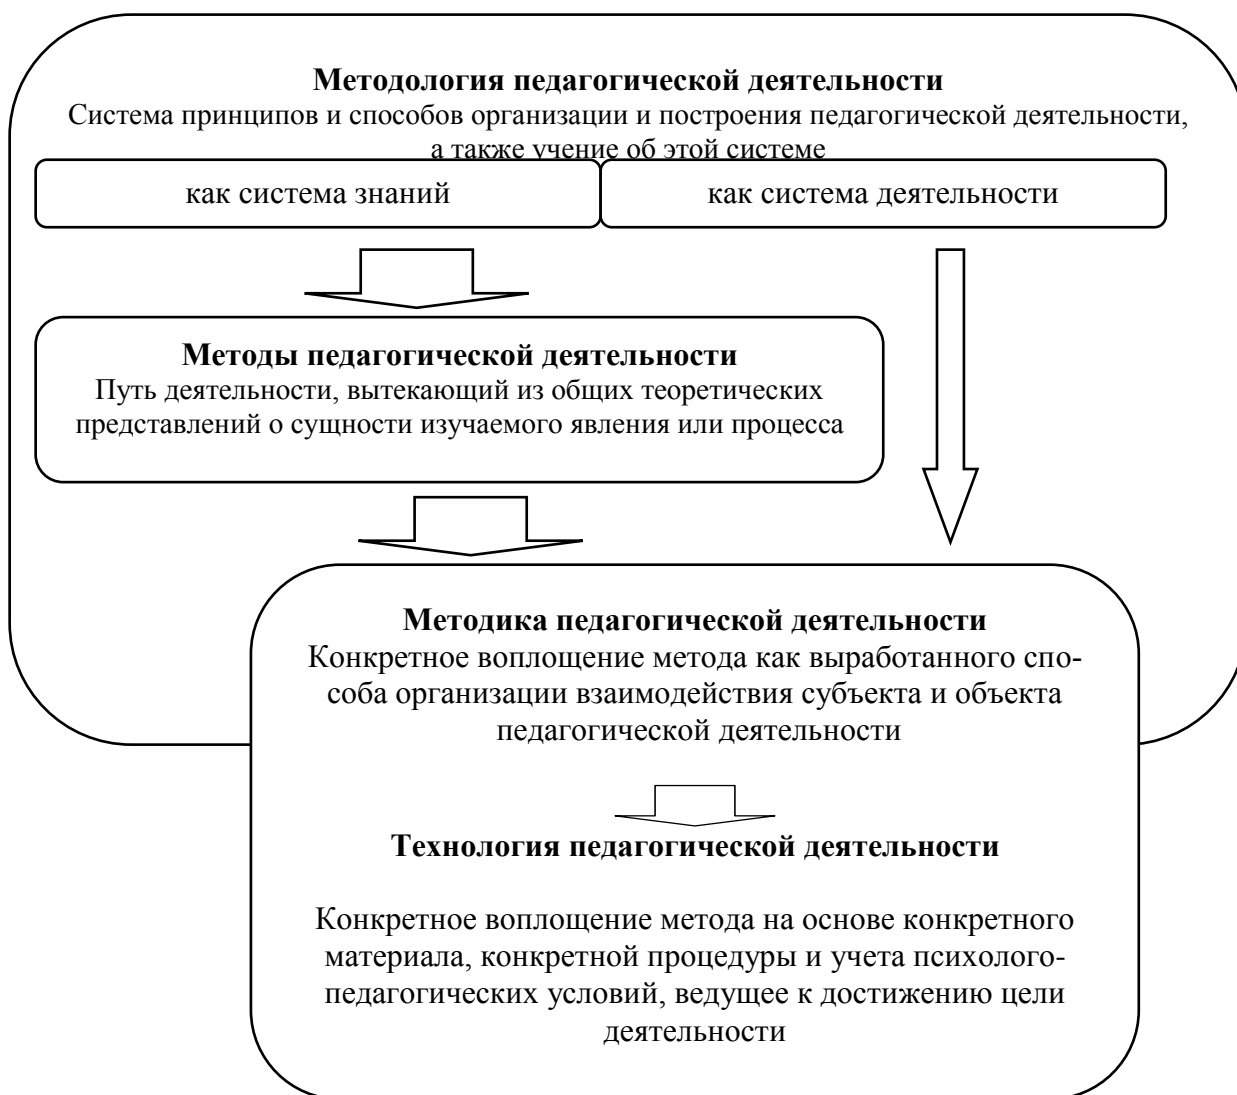 Методология педагогической деятельности
Система принципов и способов организации и построения педагогической деятельности,
а также учение об этой системе
как система знаний
как система деятельности
Методы педагогической деятельности
Путь деятельности, вытекающий из общих теоретических
представлений о сущности изучаемого явления или процесса
Методика педагогической деятельности
Конкретное воплощение метода как выработанного спо-
соба организации взаимодействия субъекта и объекта
педагогической деятельности
Технология педагогической деятельности
Конкретное воплощение метода на основе конкретного
материала, конкретной процедуры и учета психолого-
педагогических условий, ведущее к достижению цели
деятельности